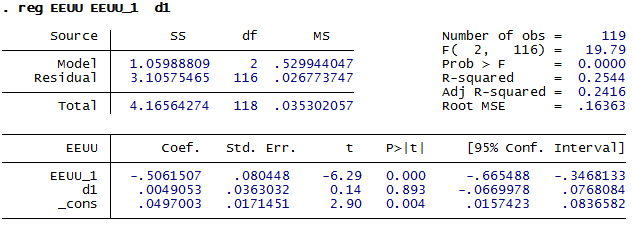 . reg EEUU EEUU_1 d1
Source SS df MS Number of obs = 119
F( 2, 116) = 19.79
Model 1.05988809 2 .529944047 Prob > F = 0.0000
Residual 3.10575465 116 .026773747 R-squared = 0.2544
Adj R-squared = 0.2416
Total 4.16564274 118 .035302057 Root MSE = .16363
EEUU Coef. Std. Err. t P>|t| [95% Conf. Interval]
EEUU_1 -.5061507 .080448 -6.29 0.000 -.665488 -.3468133
d1 .0049053 .0363032 0.14 0.893 -.0669978 .0768084
_cons .0497003 .0171451 2.90 0.004 .0157423 .0836582